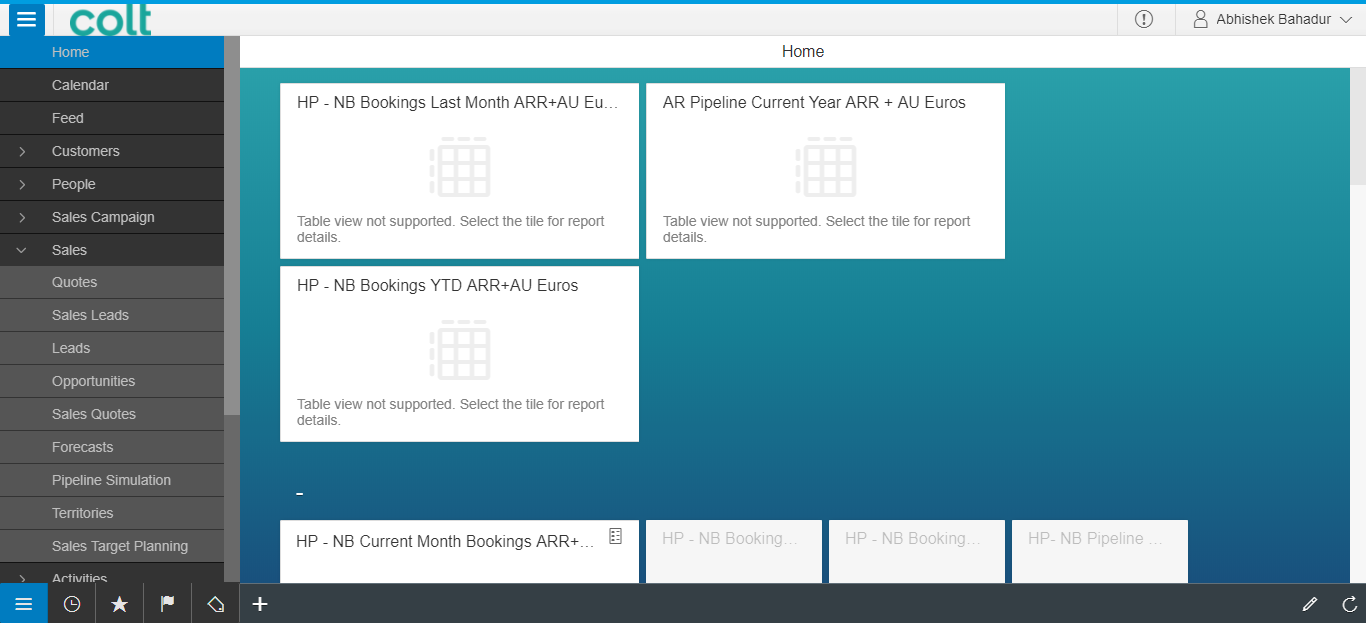 colt
Abhishek Bahadur
Home
Calendar
Feed
Customers
People
Sales Campaign
Sales
Quotes
Sales Leads
Leads
Opportunities
Sales Quotes
Forecasts
Pipeline Simulation
Territories
Sales Target Planning
Activities
Home
HP - NB Bookings Last Month ARR+AU Eu...
Table view not supported. Select the tile for report
details.
AR Pipeline Current Year ARR + AU Euros
Table view not supported. Select the tile for report
details.
HP - NB Bookings YTD ARR+AU Euros
Table view not supported. Select the tile for report
details.
-
HP - NB Current Month Bookings ARR+...
HP - NB Booking...
HP - NB Booking...
HP- NB Pipeline ...